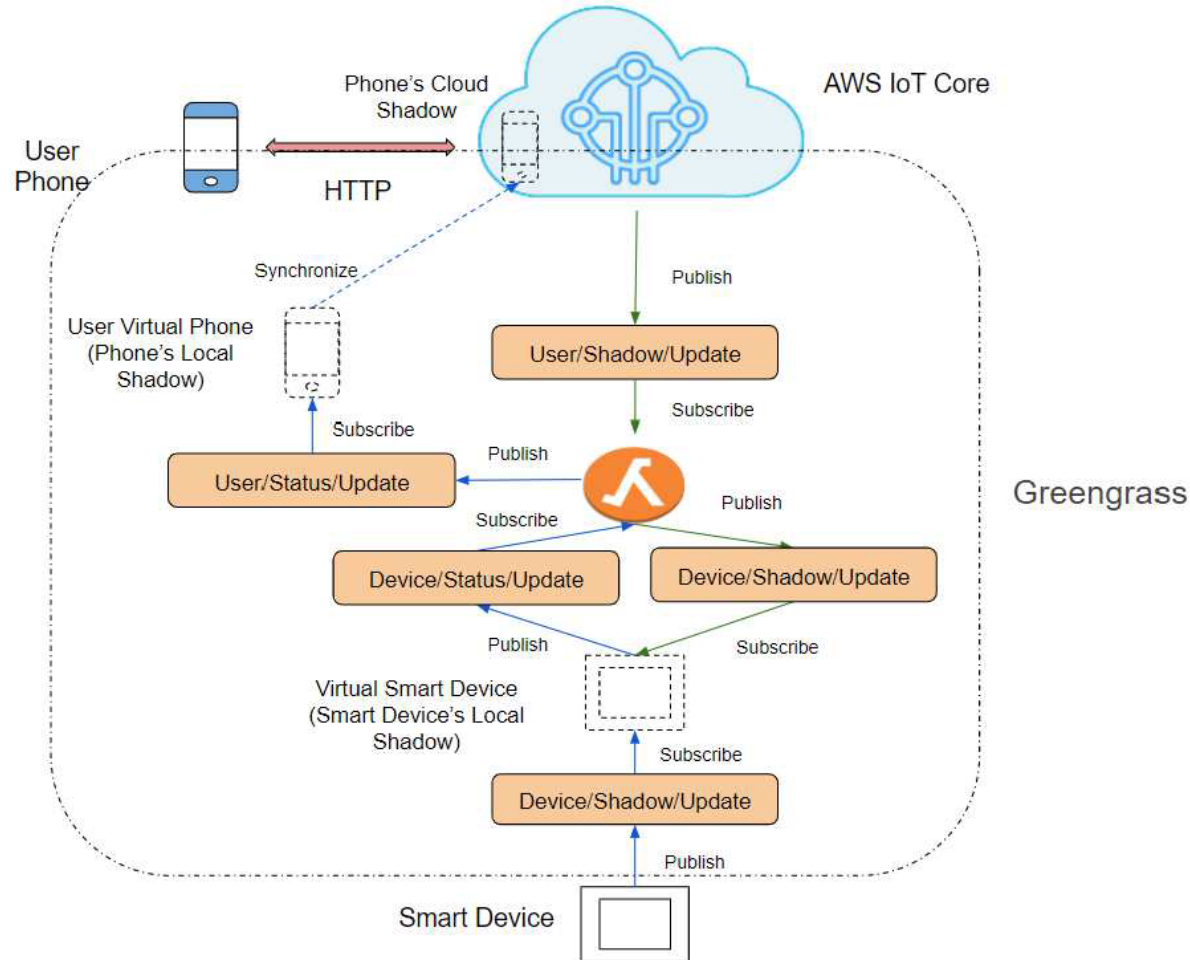 Phone's Cloud
Shadow
AWS IoT Core
User
Phone
HTTP
Synchronize
Publish
User Virtual Phone
(Phone's Local
Shadow)
User/Shadow/Update
Subscribe
Subscribe
Publish
User/Status/Update
Greengrass
Subscribe
Publish
Device/Status/Update
Device/Shadow/Update
Publish
Subscribe
Virtual Smart Device
(Smart Device's Local
Shadow)
Subscribe
Device/Shadow/Update
Publish
Smart Device